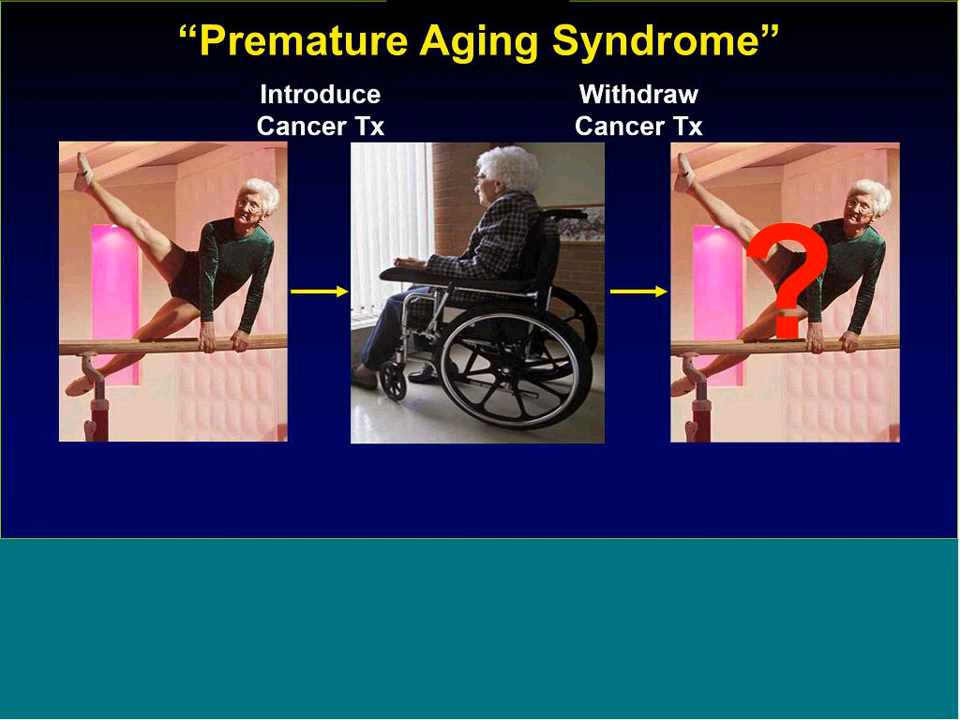 “Premature Aging Syndrome”
Introduce
Cancer Tx
Withdraw
Cancer Tx
?